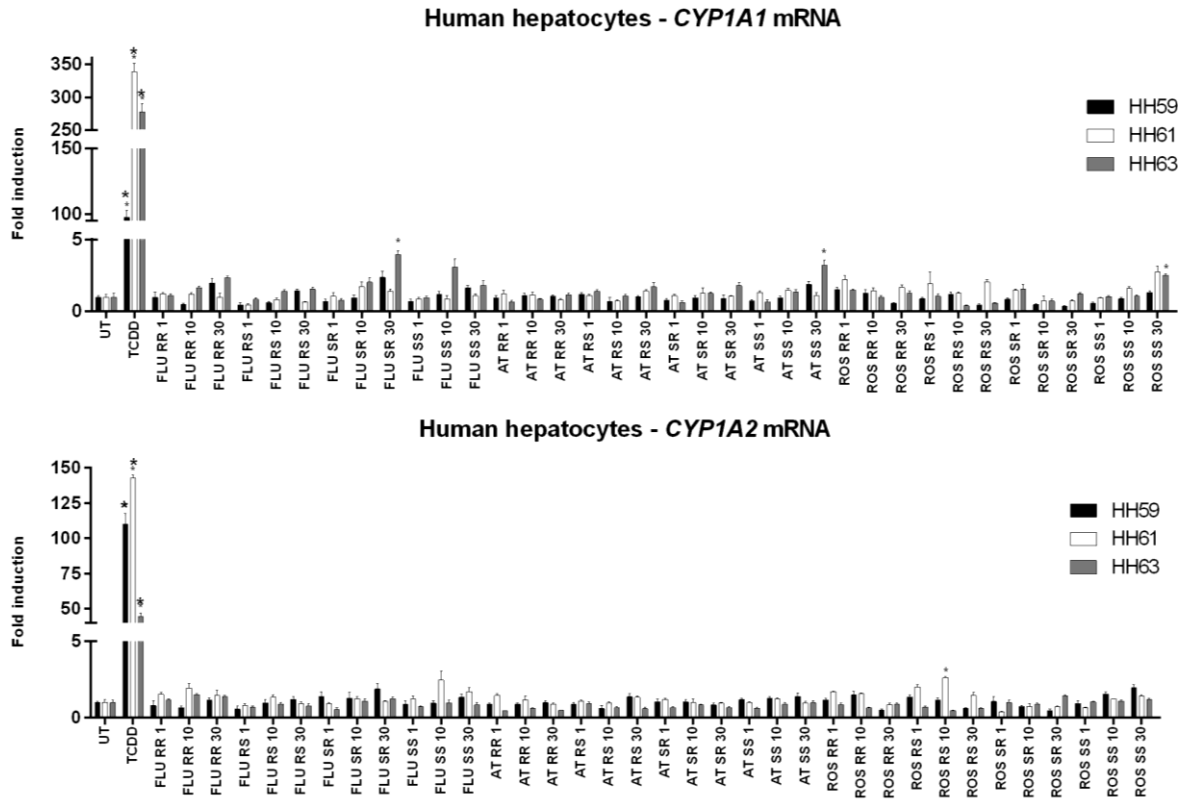 Human hepatocytes - CYP1A1 mRNA
Fold induction
350
300
250
150
100
5
0
* * * * * * * * *
HH59
HH61
HH63
UT
TCDD
FLU RR 1
FLU RR 10
FLU RR 30
FLU RS 1
FLU RS 10
FLU RS 30
FLU SR 1
FLU SR 10
FLU SR 30
FLU SS 1
FLU SS 10
FLU SS 30
AT RR 1
AT RR 10
AT RR 30
AT RS 1
AT RS 10
AT RS 30
AT SR 1
AT SR 10
AT SR 30
AT SS 1
AT SS 10
AT SS 30
ROS RR 1
ROS RR 10
ROS RR 30
ROS RS 1
ROS RS 10
ROS RS 30
ROS SR 1
ROS SR 10
ROS SR 30
ROS SS 1
ROS SS 10
ROS SS 30
Human hepatocytes - CYP1A2 mRNA
Fold induction
150
125
100
75
50
5
0
* * * * * *
HH59
HH61
HH63
UT
TCDD
FLU RR 1
FLU RR 10
FLU RR 30
FLU RS 1
FLU RS 10
FLU RS 30
FLU SR 1
FLU SR 10
FLU SR 30
FLU SS 1
FLU SS 10
FLU SS 30
AT RR 1
AT RR 10
AT RR 30
AT RS 1
AT RS 10
AT RS 30
AT SR 1
AT SR 10
AT SR 30
AT SS 1
AT SS 10
AT SS 30
ROS RR 1
ROS RR 10
ROS RR 30
ROS RS 1
ROS RS 10
ROS RS 30
ROS SR 1
ROS SR 10
ROS SR 30
ROS SS 1
ROS SS 10
ROS SS 30